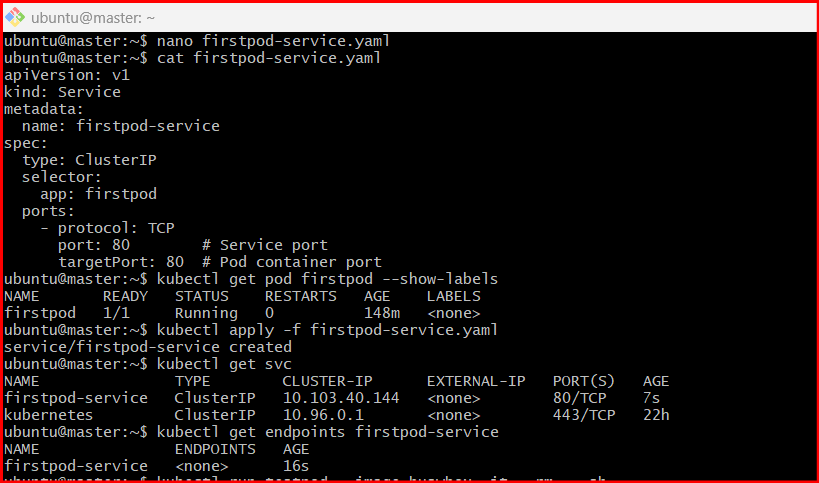 ubuntu@master: ~
ubuntu@master:~$ nano firstpod-service.yaml
ubuntu@master:~$ cat firstpod-service.yaml
apiVersion: v1
kind: Service
metadata:
  name: firstpod-service
spec:
  type: ClusterIP
  selector:
    app: firstpod
  ports:
    - protocol: TCP
      port: 80        # Service port
      targetPort: 80  # Pod container port
ubuntu@master:~$ kubectl get pod firstpod --show-labels
NAME       READY   STATUS    RESTARTS   AGE    LABELS
firstpod   1/1     Running   0          148m   <none>
ubuntu@master:~$ kubectl apply -f firstpod-service.yaml
service/firstpod-service created
ubuntu@master:~$ kubectl get svc
NAME               TYPE        CLUSTER-IP      EXTERNAL-IP   PORT(S)   AGE
firstpod-service   ClusterIP   10.103.40.144   <none>        80/TCP    7s
kubernetes         ClusterIP   10.96.0.1       <none>        443/TCP   22h
ubuntu@master:~$ kubectl get endpoints firstpod-service
NAME               ENDPOINTS   AGE
firstpod-service   <none>      16s
ubuntu@master:~$ kubectl run